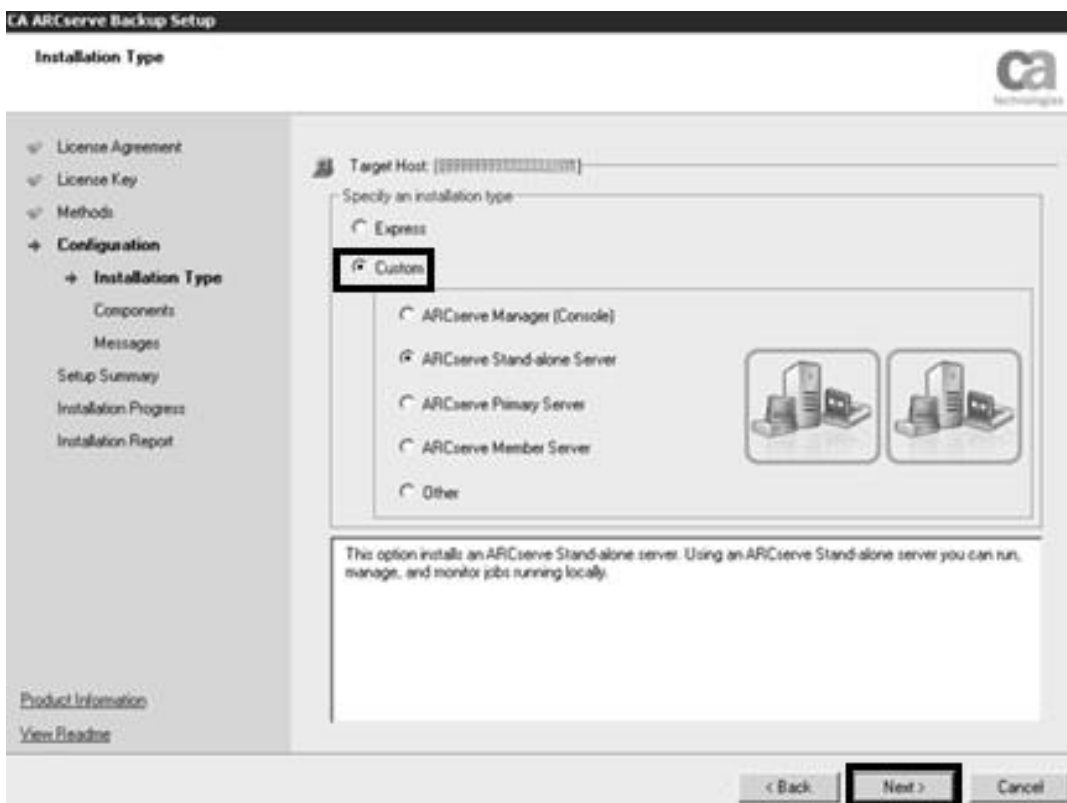 CA ARCserve Backup Setup
Installation Type
ca
technologies
License Agreement
License Key
Methods
Configuration
Installation Type
Components
Messages
Setup Summary
Installation Progress
Installation Report
Product Information
View Readme
Target Host: [
]
Specify an installation type
Express
Custom
ARCserve Manager (Console)
ARCserve Stand-alone Server
ARCserve Primary Server
ARCserve Member Server
Other
This option installs an ARCserve Stand-alone server. Using an ARCserve Stand-alone server you can run,
manage, and monitor jobs running locally.
< Back
Next >
Cancel